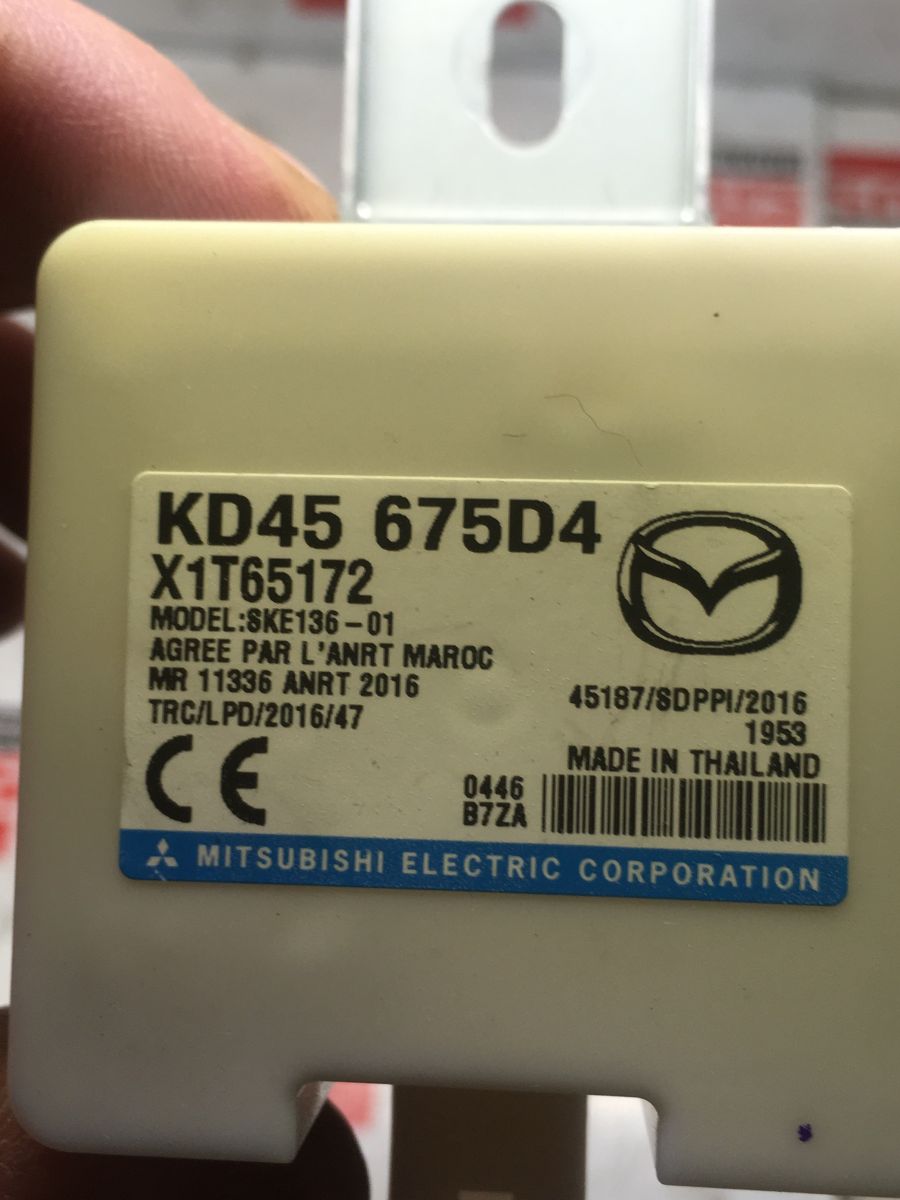 KD45 675D4
X1T65172
MODEL:SKE136-01
AGREE PAR L'ANRT MAROC
MR 11336 ANRT 2016
TRC/LPD/2016/47
45187/SDPPI/2016
1953
MADE IN THAILAND
CE
0446
B7ZA
MITSUBISHI ELECTRIC CORPORATION